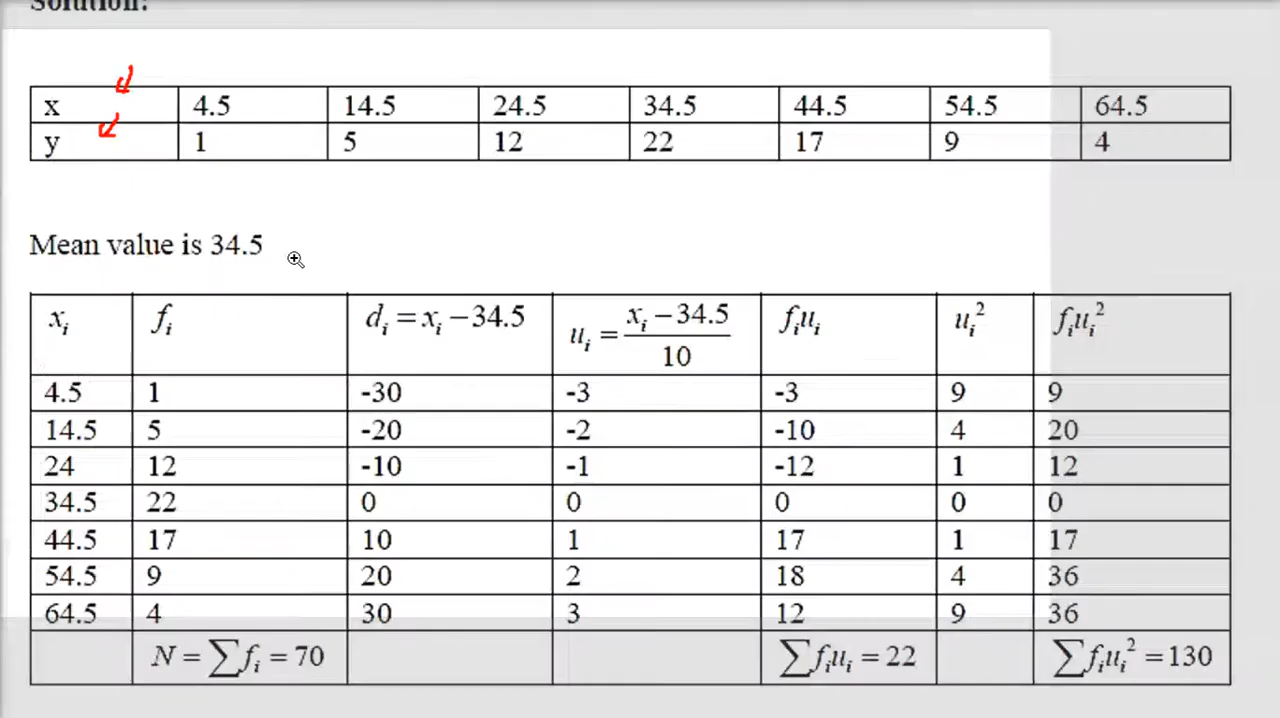 Solution:
x 4.5 14.5 24.5 34.5 44.5 54.5 64.5
y 1 5 12 22 17 9 4
Mean value is 34.5
xᵢ fᵢ dᵢ = xᵢ − 34.5 uᵢ = (xᵢ − 34.5)/10 fᵢuᵢ uᵢ² fᵢuᵢ²
4.5 1 -30 -3 -3 9 9
14.5 5 -20 -2 -10 4 20
24 12 -10 -1 -12 1 12
34.5 22 0 0 0 0 0
44.5 17 10 1 17 1 17
54.5 9 20 2 18 4 36
64.5 4 30 3 12 9 36
N = ∑fᵢ = 70 ∑fᵢuᵢ = 22 ∑fᵢuᵢ² = 130